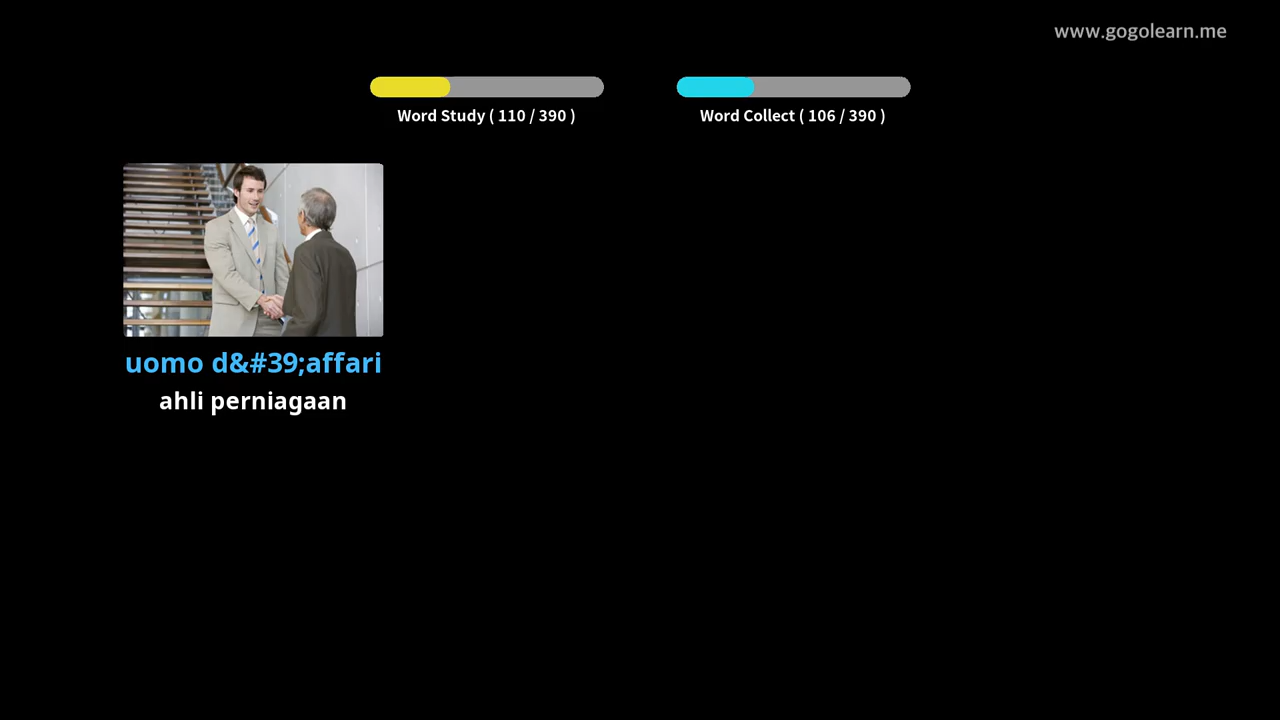 www.gogolearn.me
Word Study ( 110 / 390 )
Word Collect ( 106 / 390 )
uomo d&#39;affari
ahli perniagaan